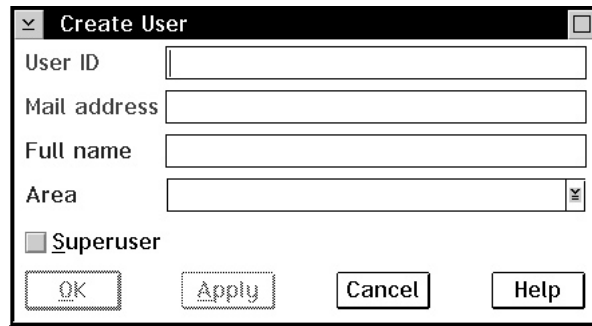 Create User
User ID
Mail address
Full name
Area
Superuser
OK Apply Cancel Help